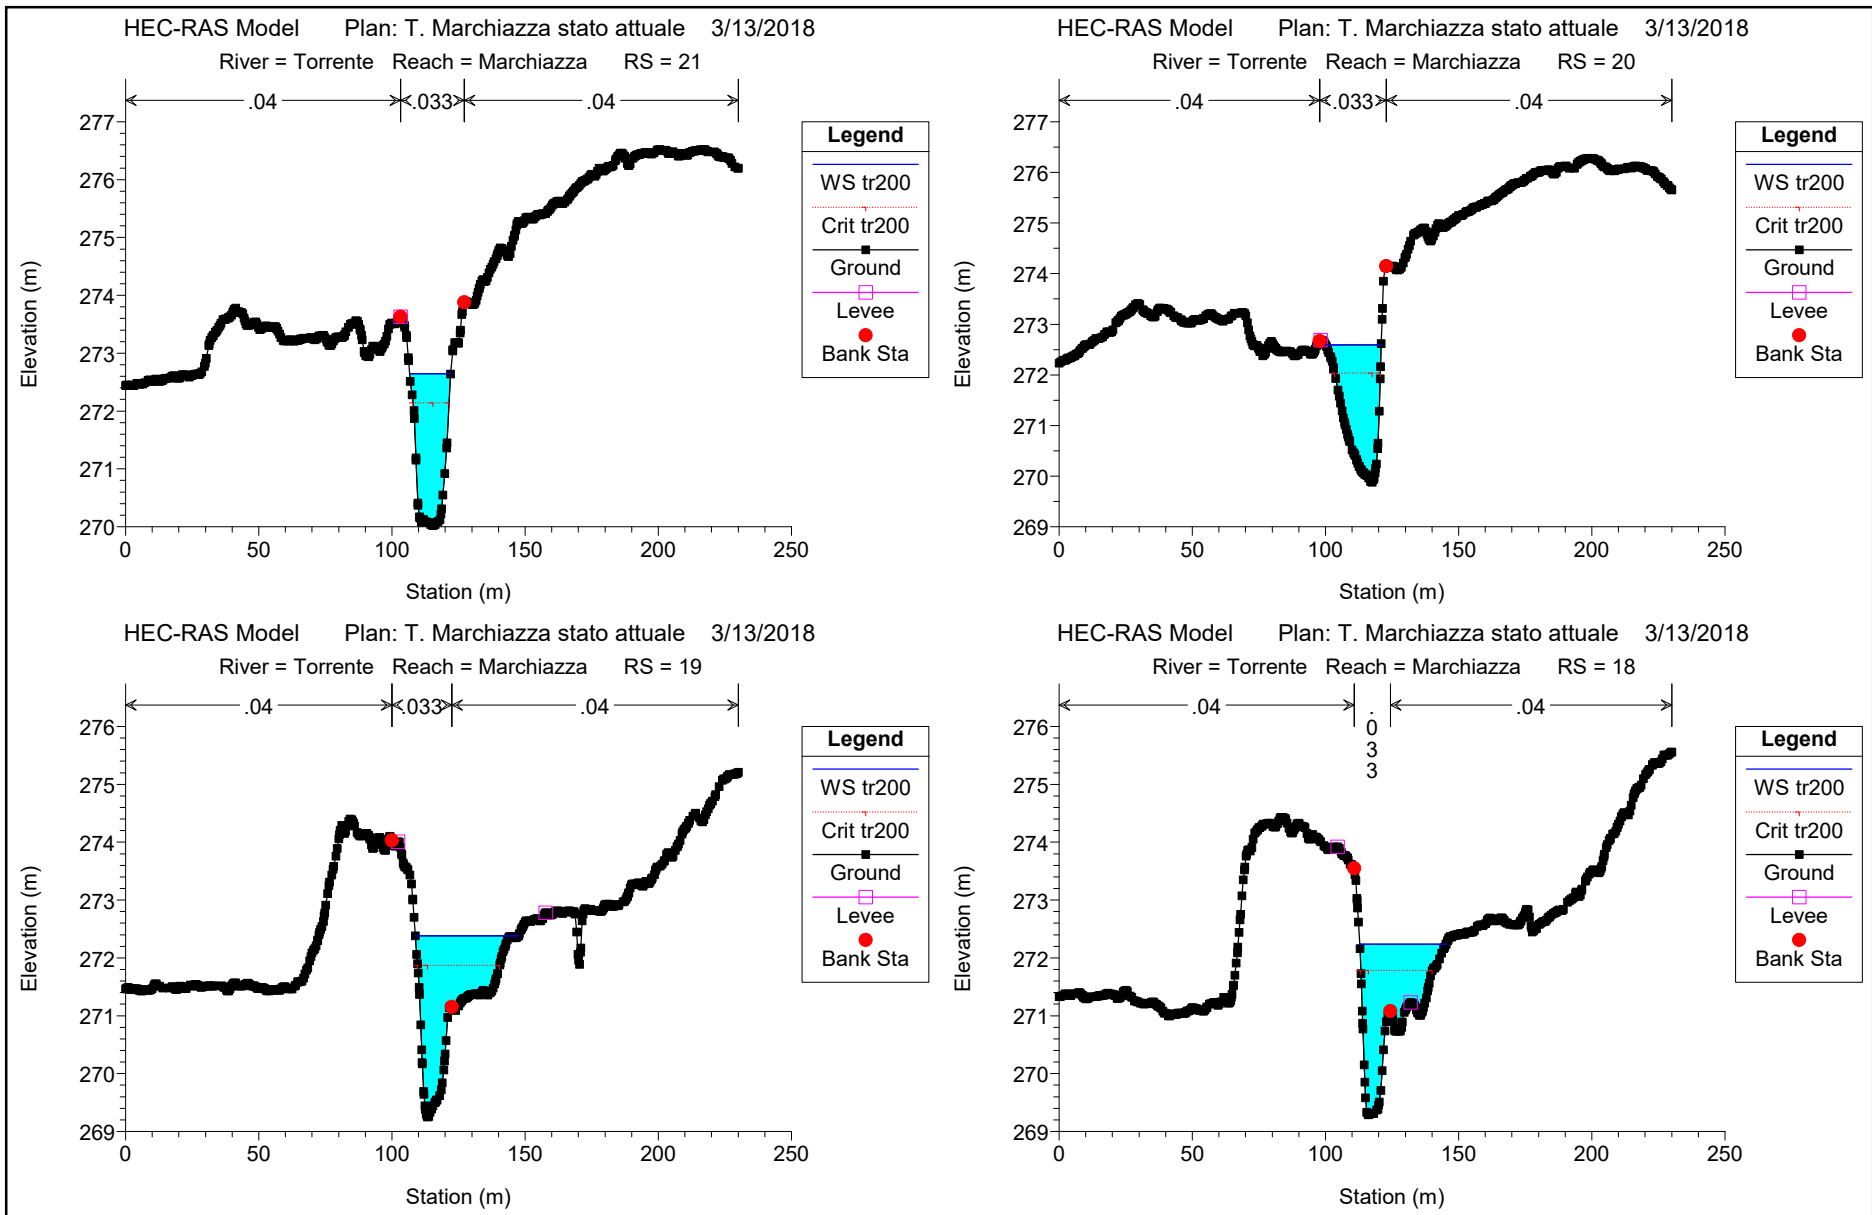 HEC-RAS Model Plan: T. Marchiazza stato attuale 3/13/2018
River = Torrente Reach = Marchiazza RS = 21
.04 .033 .04
277
276
275
274
273
272
271
270
0 50 100 150 200 250
Elevation (m)
Station (m)
Legend
WS tr200
Crit tr200
Ground
Levee
Bank Sta
HEC-RAS Model Plan: T. Marchiazza stato attuale 3/13/2018
River = Torrente Reach = Marchiazza RS = 20
.04 .033 .04
277
276
275
274
273
272
271
270
269
0 50 100 150 200 250
Elevation (m)
Station (m)
Legend
WS tr200
Crit tr200
Ground
Levee
Bank Sta
HEC-RAS Model Plan: T. Marchiazza stato attuale 3/13/2018
River = Torrente Reach = Marchiazza RS = 19
.04 .033 .04
276
275
274
273
272
271
270
269
0 50 100 150 200 250
Elevation (m)
Station (m)
Legend
WS tr200
Crit tr200
Ground
Levee
Bank Sta
HEC-RAS Model Plan: T. Marchiazza stato attuale 3/13/2018
River = Torrente Reach = Marchiazza RS = 18
.04 .033 .04
276
275
274
273
272
271
270
269
0 50 100 150 200 250
Elevation (m)
Station (m)
Legend
WS tr200
Crit tr200
Ground
Levee
Bank Sta